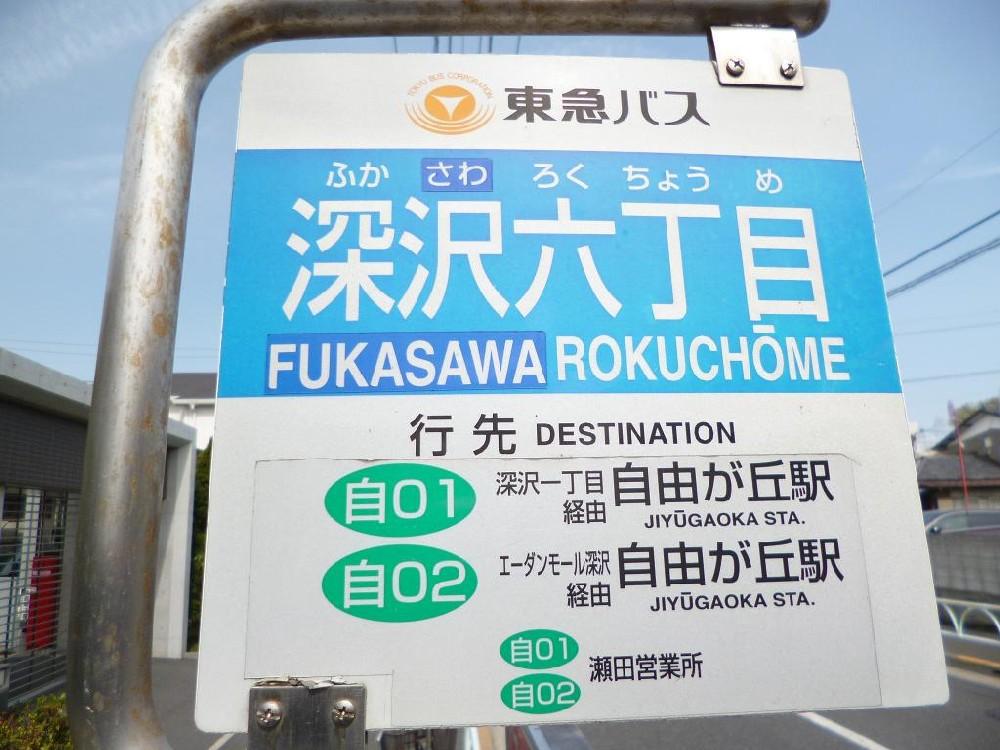 TOKYU BUS CORPORATION
東急バス
ふか さわ ろく ちょう め
深沢六丁目
FUKASAWA ROKUCHŌME
行先 DESTINATION
自01 深沢一丁目経由 自由が丘駅
JIYŪGAOKA STA.
自02 エーダンモール深沢経由 自由が丘駅
JIYŪGAOKA STA.
自01
自02
瀬田営業所